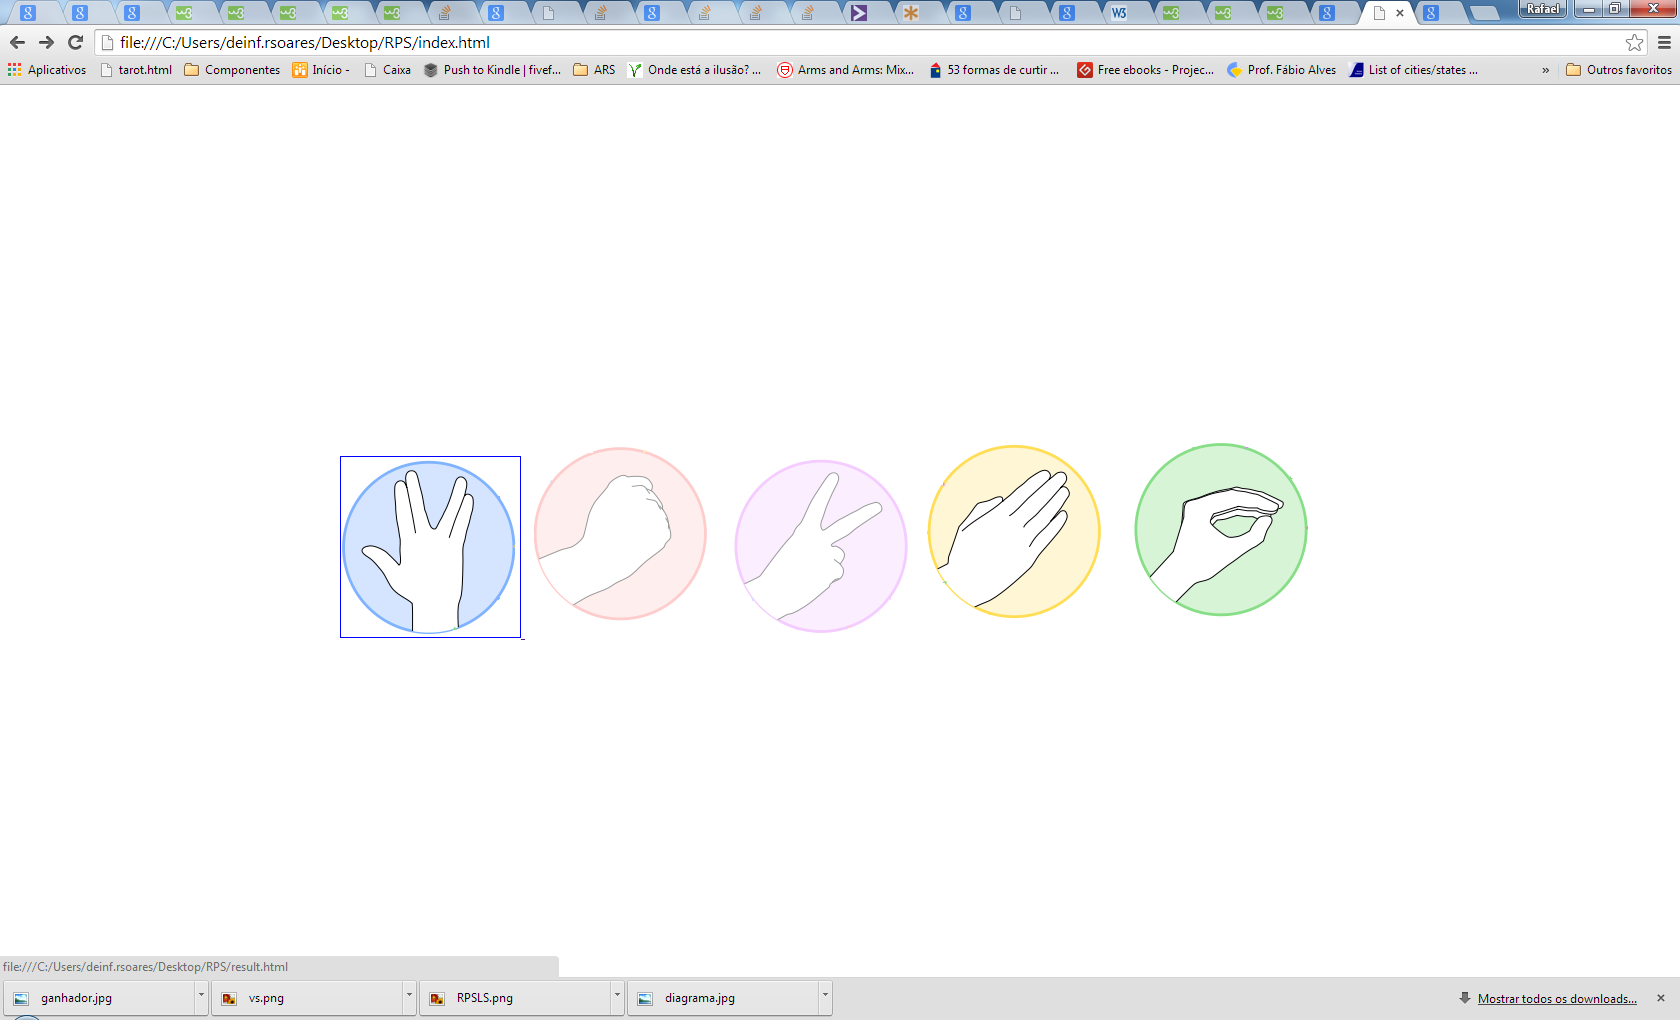 Rafael
file:///C:/Users/deinf.rsoares/Desktop/RPS/index.html
Aplicativos tarot.html Componentes Início - Caixa Push to Kindle | fivef... ARS Onde está a ilusão? ... Arms and Arms: Mix... 53 formas de curtir ... Free ebooks - Projec... Prof. Fábio Alves List of cities/states ... » Outros favoritos
file:///C:/Users/deinf.rsoares/Desktop/RPS/result.html
ganhador.jpg vs.png RPSLS.png diagrama.jpg Mostrar todos os downloads...